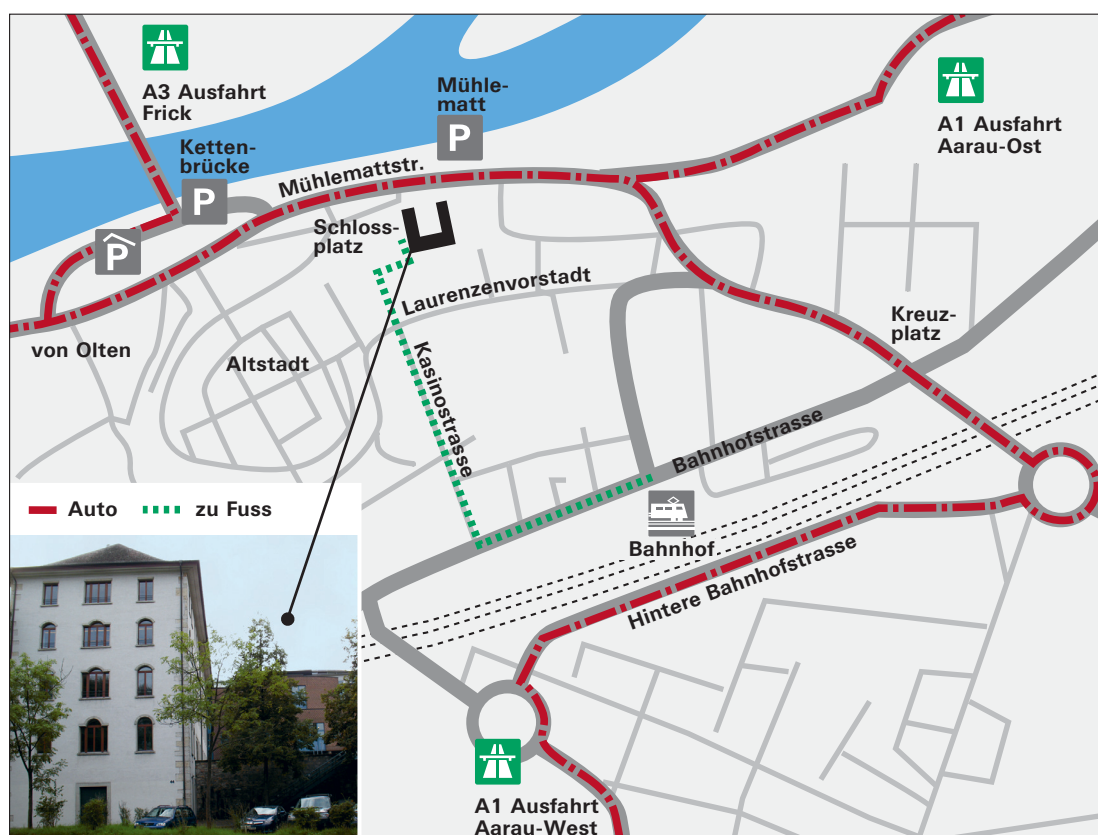 A3 Ausfahrt
Frick
Mühle-
matt
P
A1 Ausfahrt
Aarau-Ost
Ketten-
brücke
P
Mühlemattstr.
P
Schloss-
platz
Laurenzenvorstadt
Kreuz-
platz
von Olten
Altstadt
Kasinostrasse
Bahnhofstrasse
Auto
zu Fuss
Bahnhof
Hintere Bahnhofstrasse
A1 Ausfahrt
Aarau-West